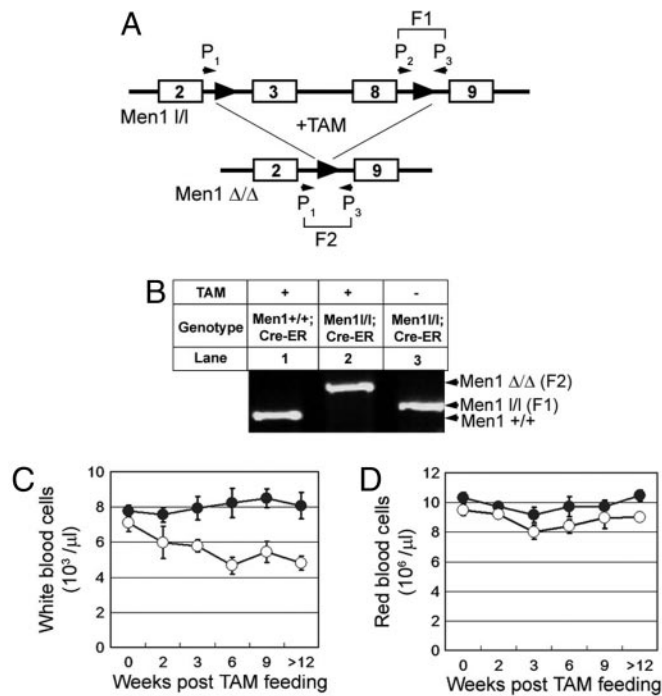 A
F1
P1 P2 P3
2 3 8 9
Men1 l/l
+TAM
2 9
Men1 Δ/Δ
P1 P3
F2
B
TAM + + -
Genotype Men1+/+; Cre-ER Men1l/l; Cre-ER Men1l/l; Cre-ER
Lane 1 2 3
Men1 Δ/Δ (F2)
Men1 l/l (F1)
Men1 +/+
C
White blood cells
(10³/µl)
10
8
6
4
2
0
0 2 3 6 9 >12
Weeks post TAM feeding
D
Red blood cells
(10⁶/µl)
12
10
8
6
4
2
0
0 2 3 6 9 >12
Weeks post TAM feeding